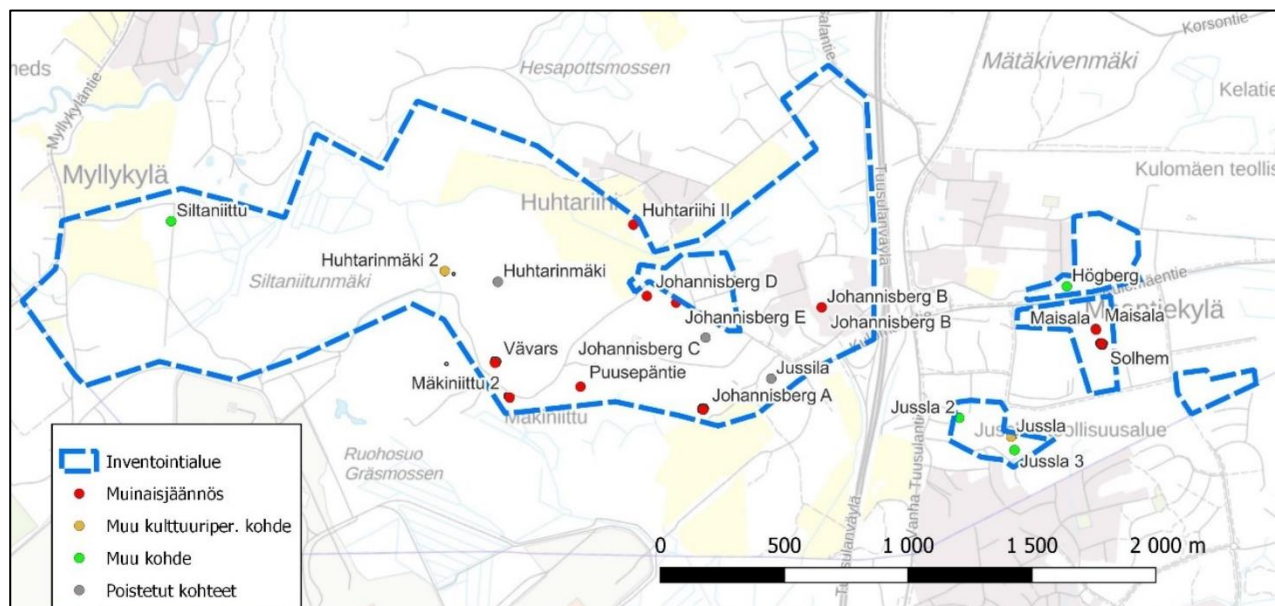 Korsontie
Mätäkivenmäki
Hesapottsmossen
Kelatie
Myllykyläntie
Myllykylä
Kulomäen teollis
Huhtariihi
Siltaniittu
Huhtariihi II
Tuusulanväylä
Huhtarinmäki 2
Siltaniitunmäki
Huhtarinmäki
Högberg
Johannisberg D
Johannisberg B
Johannisberg E
Johannisberg B
Maisala
Maisala
Vävars
Johannisberg C
Solhem
Puusepäntie
Jussila
Mäkiniittu 2
Johannisberg A
Mäkiniittu
Jussla 2
Jussla
Jussla 3
Ruohosuo
Gräsmossen
Vanha Tuusulantie
Tuusulanväylä
Inventointialue
Muinaisjäännös
Muu kulttuuriper. kohde
Muu kohde
Poistetut kohteet
0 500 1 000 1 500 2 000 m